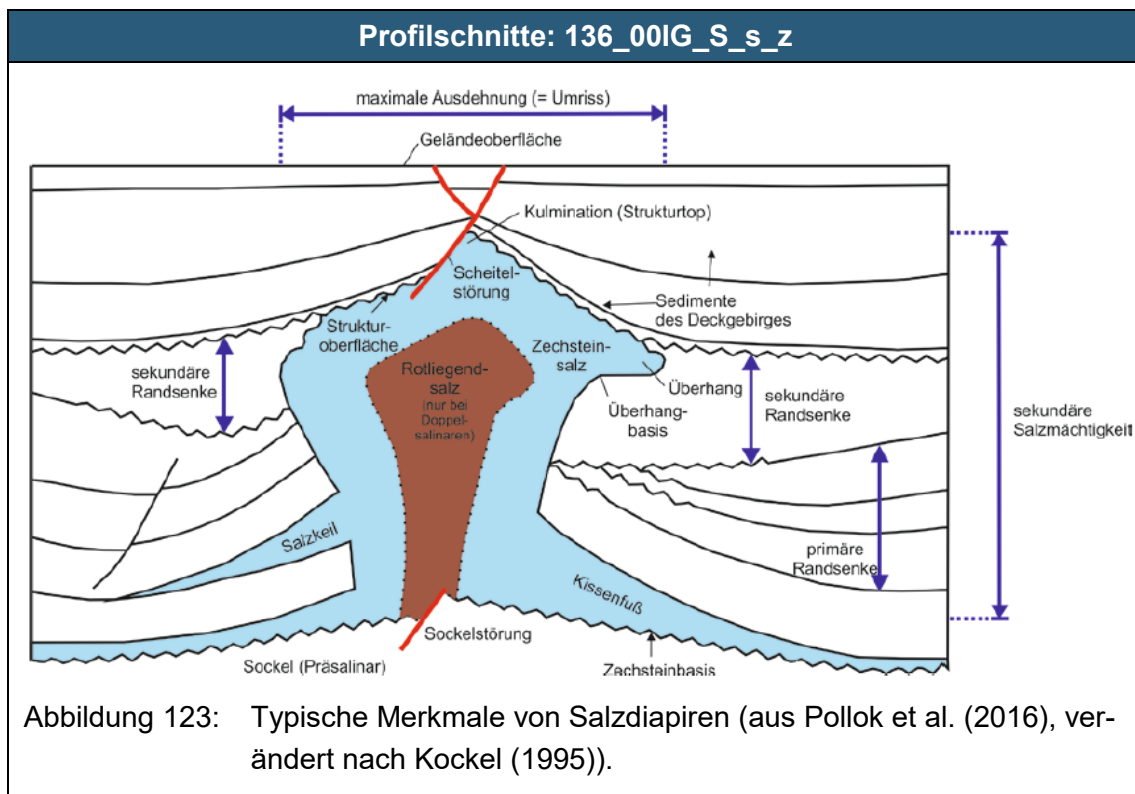 Profilschnitte: 136_00IG_S_s_z
maximale Ausdehnung (= Umriss)
Geländeoberfläche
Kulmination (Strukturtop)
Scheitel-
störung
Sedimente
des Deckgebirges
Struktur-
oberfläche
Zechstein-
salz
sekundäre
Randsenke
Rotliegend-
salz
(nur bei
Doppel-
salinaren)
Überhang
Überhang-
basis
sekundäre
Randsenke
sekundäre
Salzmächtigkeit
Salzkeil
primäre
Randsenke
Kissenfuß
Sockelstörung
Sockel (Präsalinar)
Zechsteinbasis
Abbildung 123: Typische Merkmale von Salzdiapiren (aus Pollok et al. (2016), ver-
ändert nach Kockel (1995)).